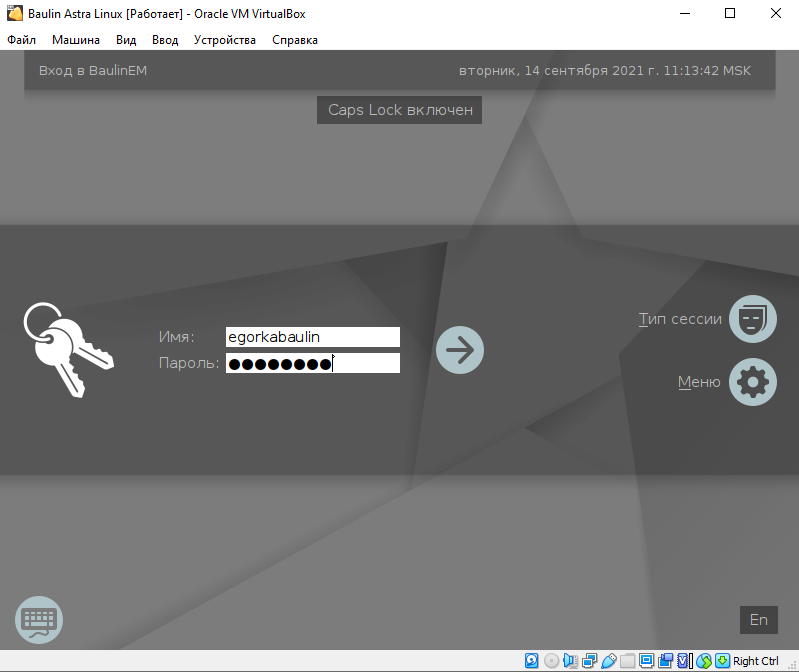 Baulin Astra Linux [Работает] - Oracle VM VirtualBox
Файл Машина Вид Ввод Устройства Справка
Вход в BaulinEM вторник, 14 сентября 2021 г. 11:13:42 MSK
Caps Lock включен
Имя: egorkabaulin
Пароль: ●●●●●●●●
Тип сессии
Меню
En
Right Ctrl